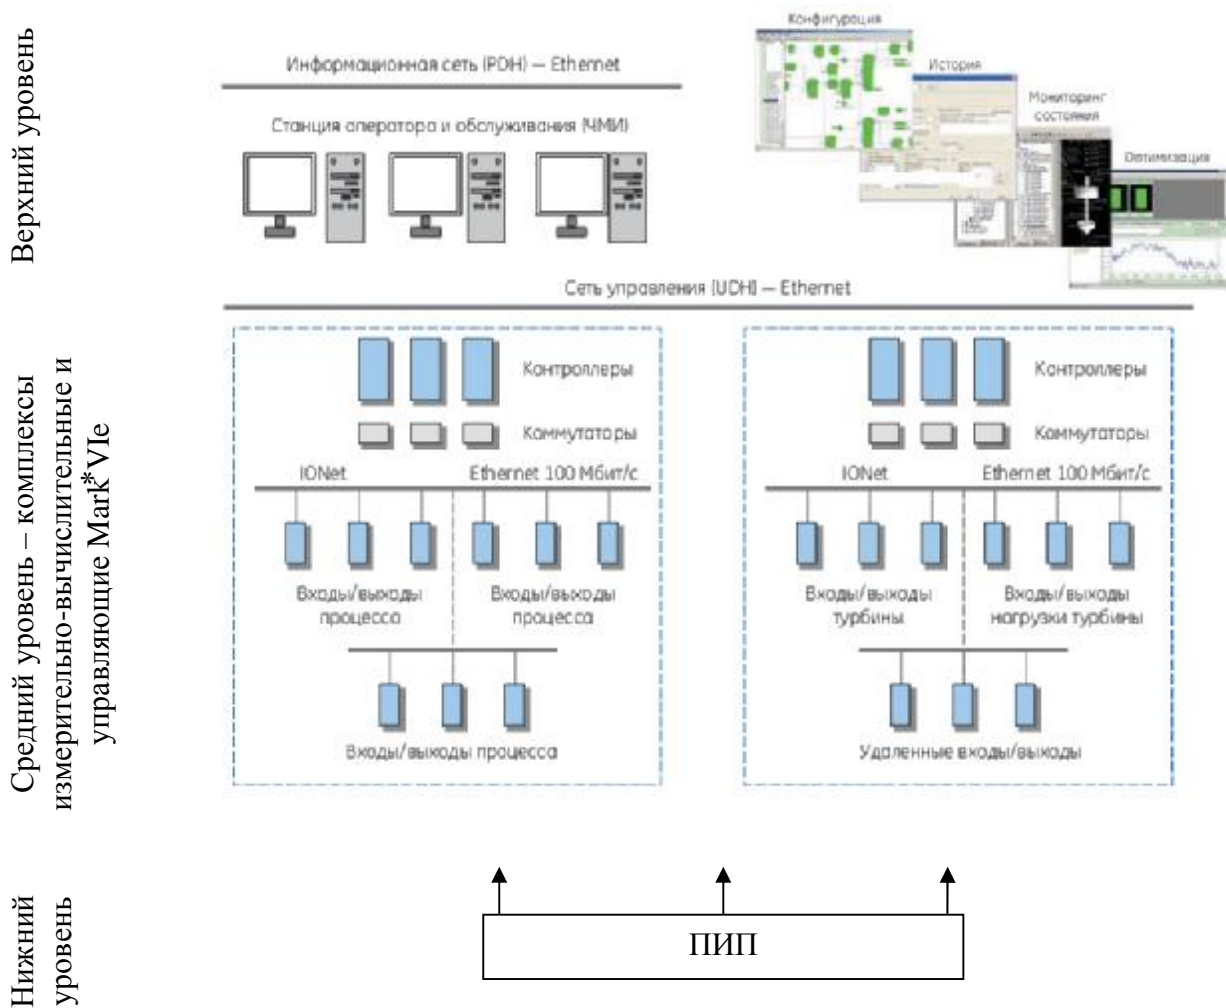 Верхний уровень
Информационная сеть (PDH) — Ethernet
Станция оператора и обслуживания (ЧМИ)
Конфигурация
История
Мониторинг
состояния
Оптимизация
Сеть управления (UDH) — Ethernet
Средний уровень – комплексы
измерительно-вычислительные и
управляющие Mark*VIe
Контроллеры
Коммутаторы
IONet
Ethernet 100 Мбит/с
Входы/выходы
процесса
Входы/выходы
процесса
Входы/выходы процесса
Контроллеры
Коммутаторы
IONet
Ethernet 100 Мбит/с
Входы/выходы
турбины
Входы/выходы
нагрузки турбины
Удаленные входы/выходы
Нижний
уровень
ПИП